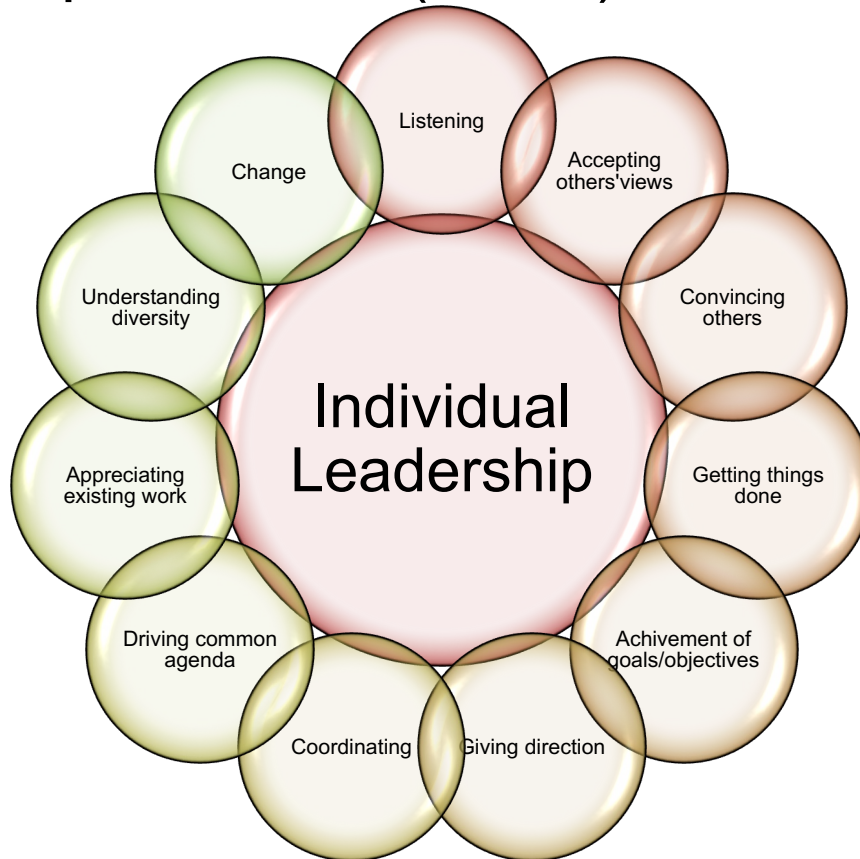 Listening
Accepting
others'views
Convincing
others
Getting things
done
Achivement of
goals/objectives
Giving direction
Coordinating
Driving common
agenda
Appreciating
existing work
Understanding
diversity
Change
Individual
Leadership